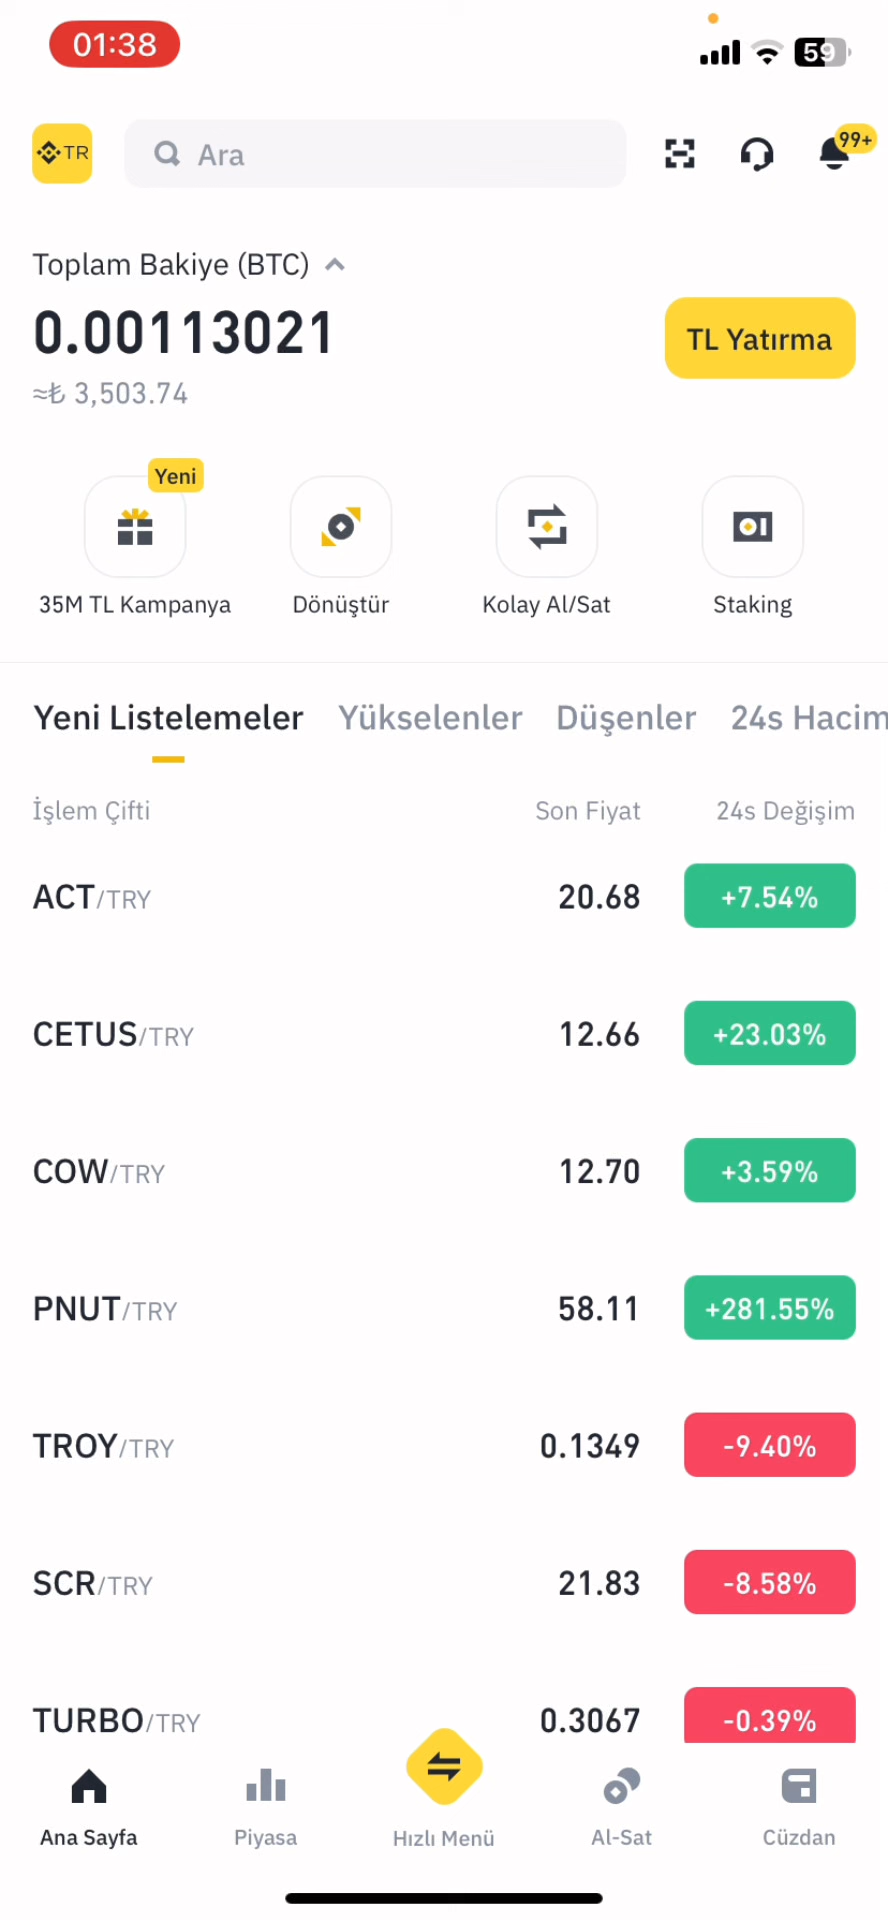 01:38
59
TR
Ara
99+
Toplam Bakiye (BTC)
0.00113021
≈₺ 3,503.74
TL Yatırma
Yeni
35M TL Kampanya
Dönüştür
Kolay Al/Sat
Staking
Yeni Listelemeler Yükselenler Düşenler 24s Hacim
İşlem Çifti Son Fiyat 24s Değişim
ACT/TRY 20.68 +7.54%
CETUS/TRY 12.66 +23.03%
COW/TRY 12.70 +3.59%
PNUT/TRY 58.11 +281.55%
TROY/TRY 0.1349 -9.40%
SCR/TRY 21.83 -8.58%
TURBO/TRY 0.3067 -0.39%
Ana Sayfa Piyasa Hızlı Menü Al-Sat Cüzdan